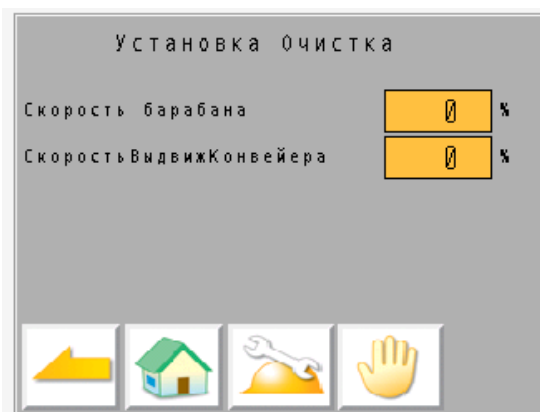 Установка Очистка
Скорость барабана 0 %
СкоростьВыдвижКонвейера 0 %